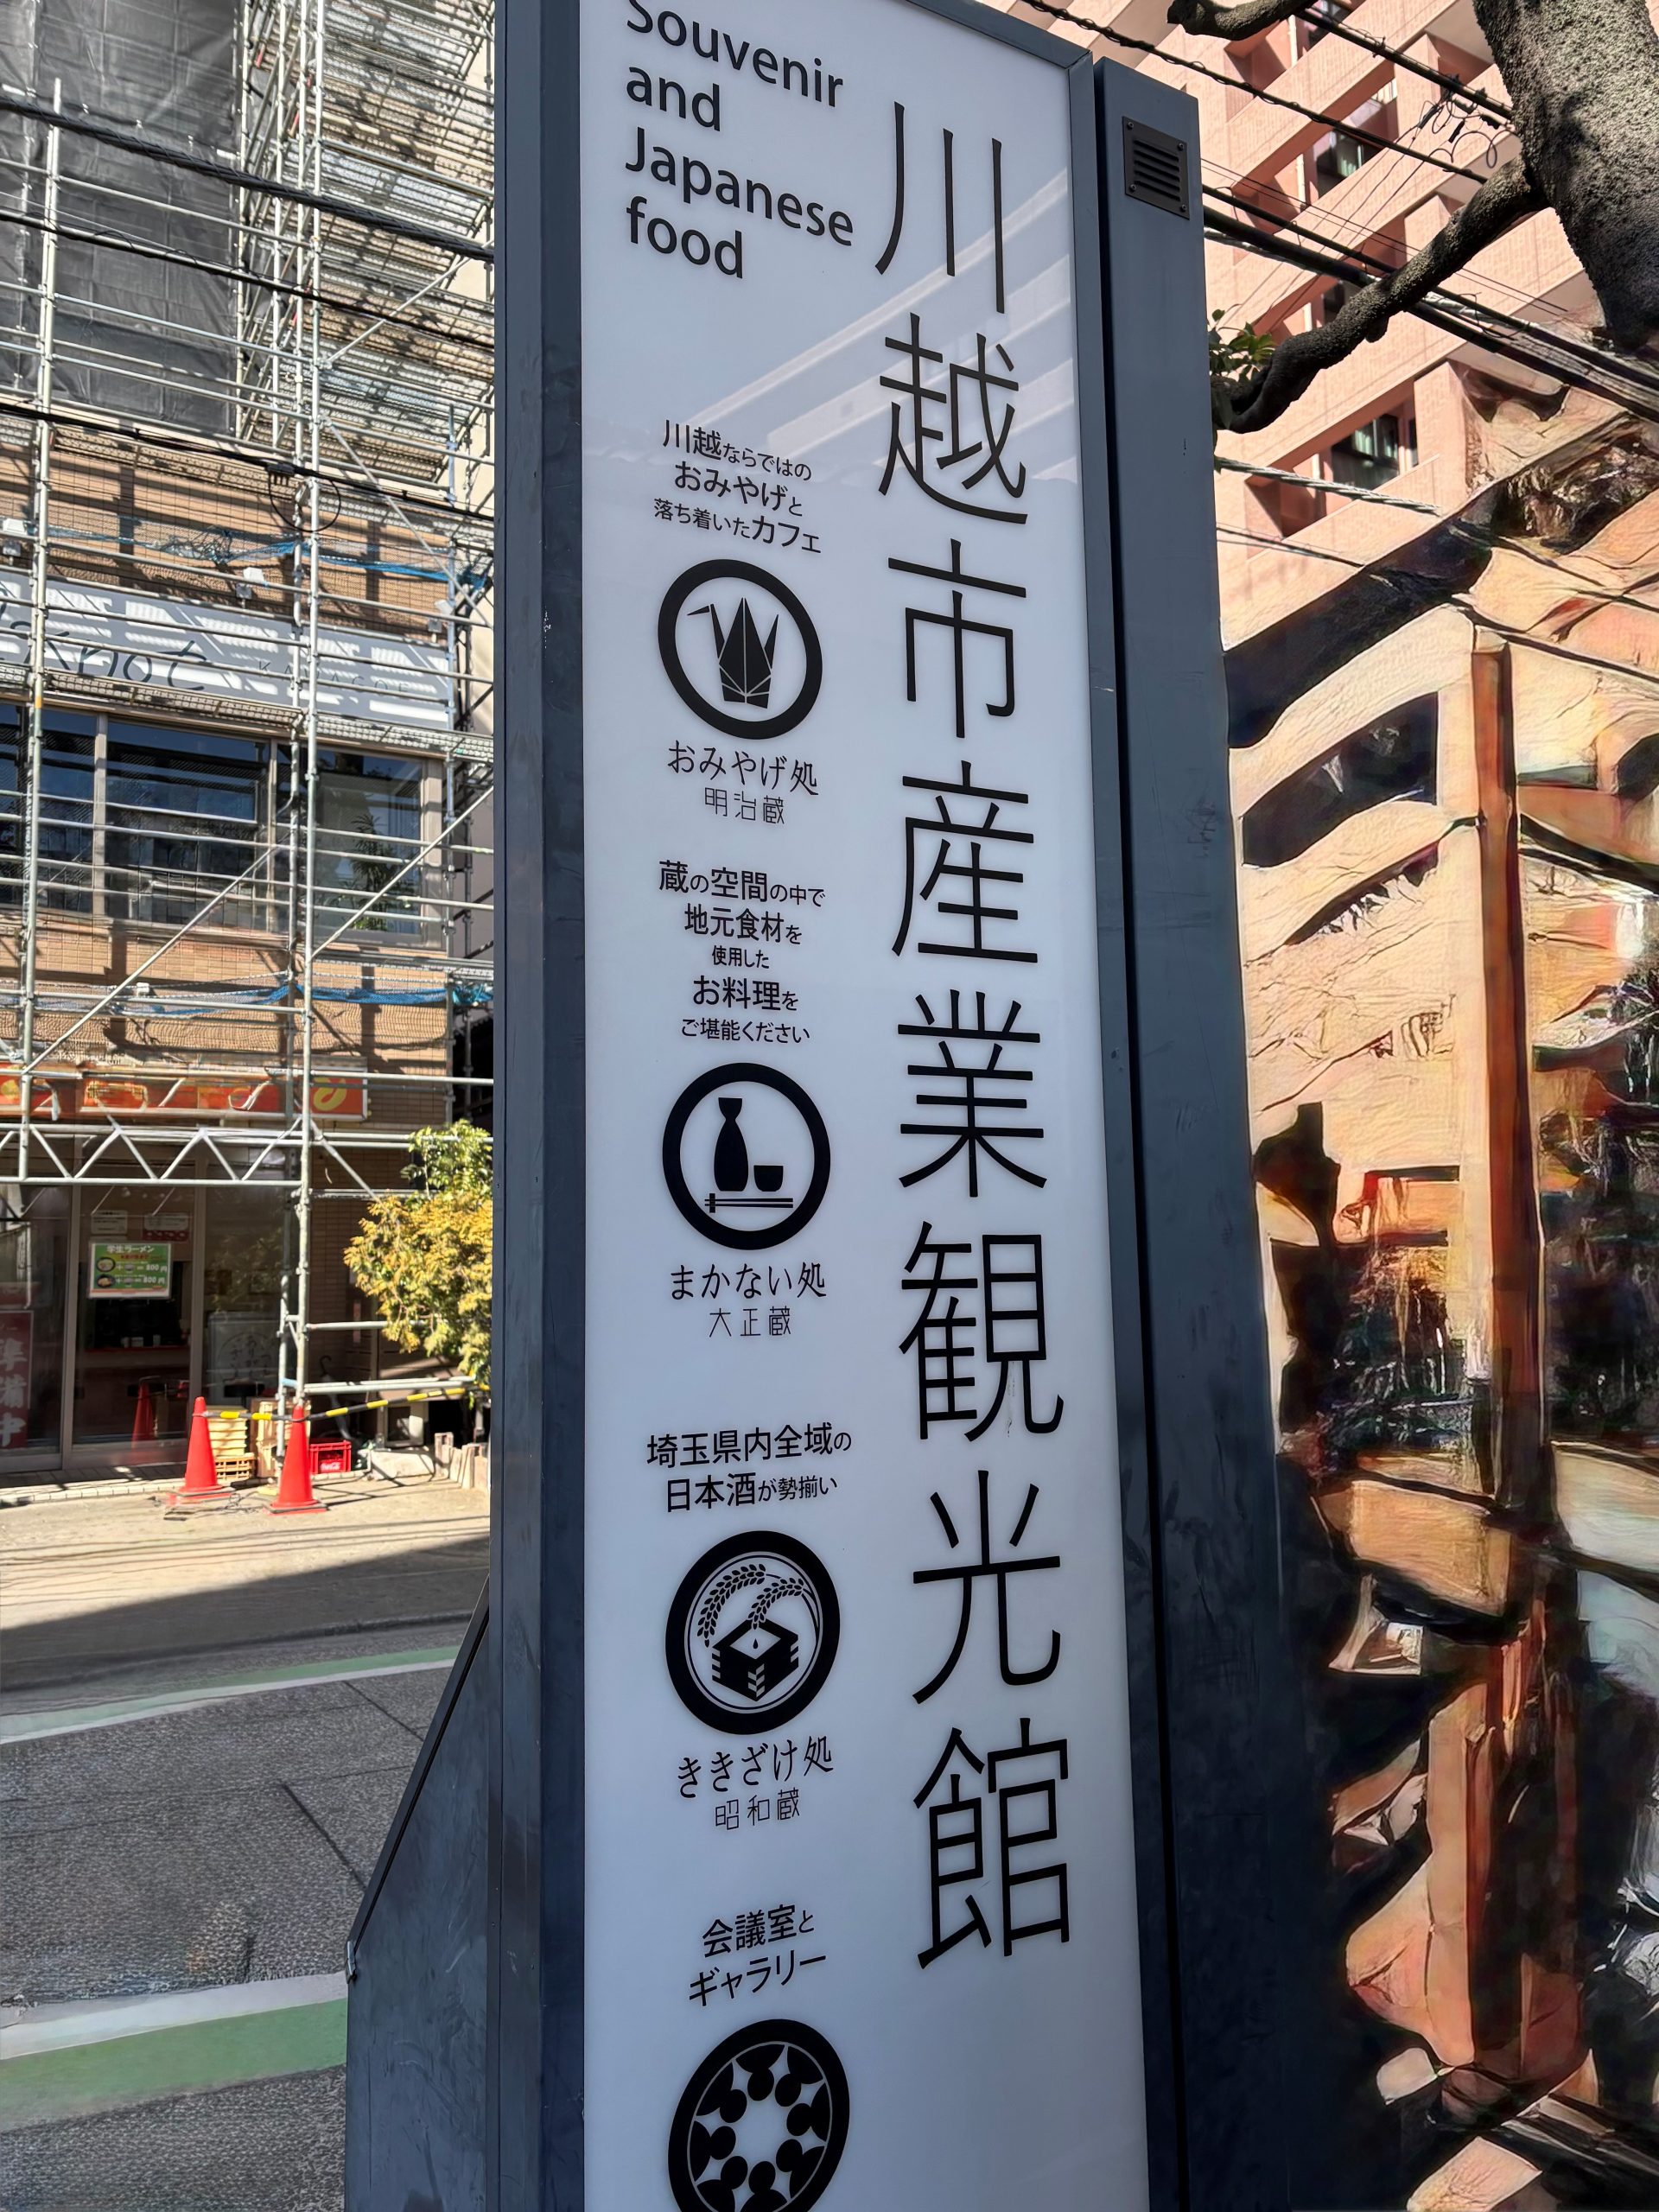 Souvenir
and
Japanese
food
川越市産業観光館
川越ならではの
おみやげと
落ち着いたカフェ
おみやげ処
明治蔵
蔵の空間の中で
地元食材を
使用した
お料理を
ご堪能ください
まかない処
大正蔵
埼玉県内全域の
日本酒が勢揃い
ききざけ処
昭和蔵
会議室と
ギャラリー
準備中